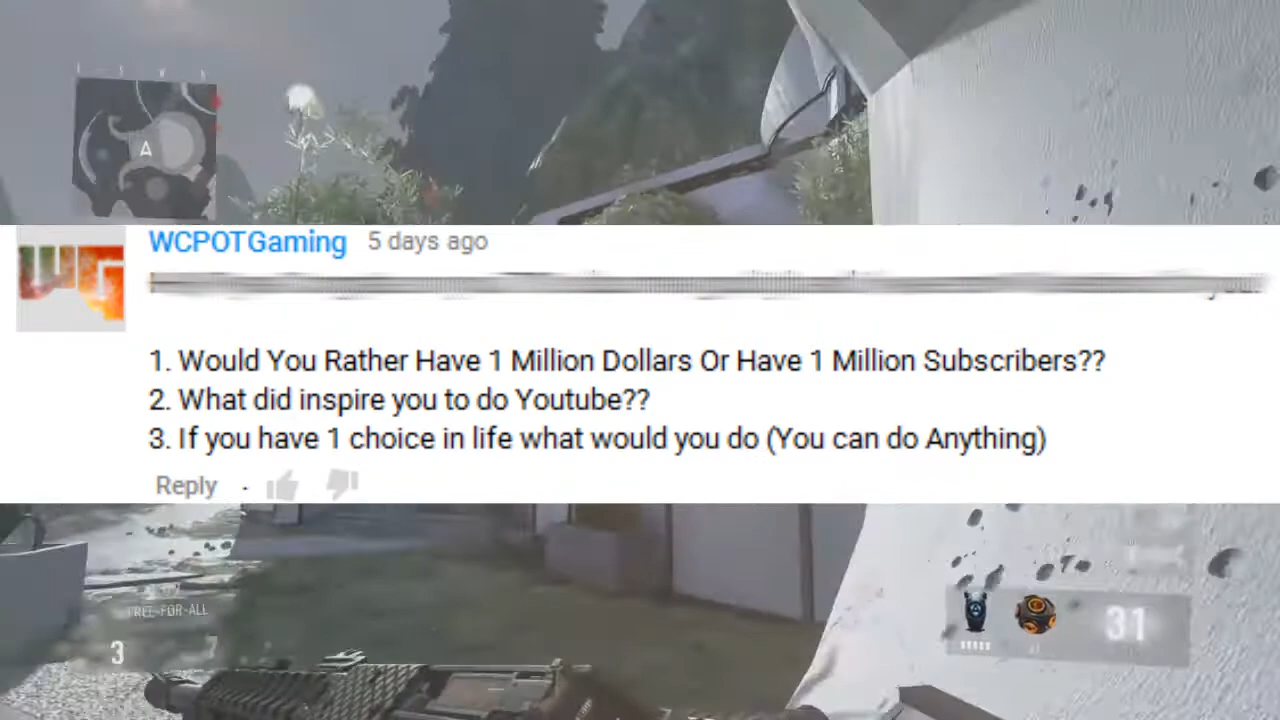 WCPOTGaming 5 days ago
WG
1. Would You Rather Have 1 Million Dollars Or Have 1 Million Subscribers??
2. What did inspire you to do Youtube??
3. If you have 1 choice in life what would you do (You can do Anything)
Reply
FREE-FOR-ALL
31
3 7